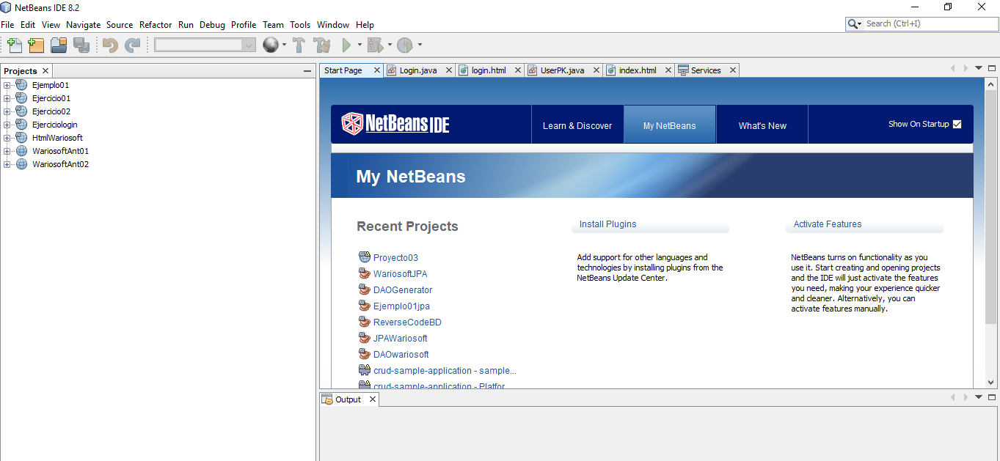 NetBeans IDE 8.2
File Edit View Navigate Source Refactor Run Debug Profile Team Tools Window Help
Search (Ctrl+I)
Projects
Ejemplo01
Ejercicio01
Ejercicio02
Ejerciciologin
HtmlWariosoft
WariosoftAnt01
WariosoftAnt02
Start Page Login.java login.html UserPK.java index.html Services
NetBeans IDE
Learn & Discover My NetBeans What's New Show On Startup
My NetBeans
Recent Projects
Proyecto03
WariosoftJPA
DAOGenerator
Ejemplo01jpa
ReverseCodeBD
JPAWariosoft
DAOwariosoft
crud-sample-application - sample...
crud-sample-application - Platfor
Install Plugins
Add support for other languages and
technologies by installing plugins from the
NetBeans Update Center.
Activate Features
NetBeans turns on functionality as you
use it. Start creating and opening projects
and the IDE will just activate the features
you need, making your experience quicker
and cleaner. Alternatively, you can
activate features manually.
Output